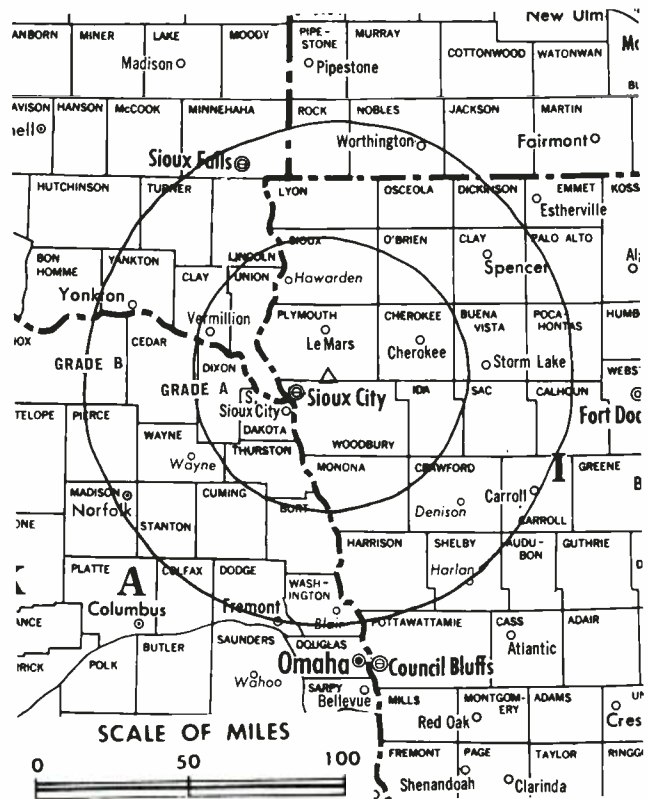 New Ulm
ANBORN MINER LAKE MOODY PIPE-
STONE MURRAY
COTTONWOOD WATONWAN
Madison
Pipestone
AVISON HANSON McCOOK MINNEHAHA ROCK NOBLES JACKSON MARTIN
Worthington
Fairmont
Sioux Falls
HUTCHINSON TURNER LYON OSCEOLA DICKINSON EMMET KOSS
Estherville
LINCOLN SIOUX O'BRIEN CLAY PALO ALTO
BON
HOMME YANKTON CLAY UNION
Hawarden
Spencer
Yankton
Vermillion
PLYMOUTH CHEROKEE BUENA
VISTA POCA-
HONTAS HUMB
Le Mars
Cherokee
Storm Lake
CEDAR
DIXON
GRADE B
GRADE A
WEBST
IDA SAC CALHOUN
Sioux City
S.
Sioux City
Fort Doc
TELOPE PIERCE
DAKOTA
WAYNE
THURSTON
WOODBURY
Wayne
MONONA CRAWFORD GREENE
I
B
MADISON
Norfolk
CUMING
BURT
Denison
Carroll
CARROLL
STANTON
HARRISON SHELBY AUDU-
BON GUTHRIE
Harlan
PLATTE COLFAX DODGE
WASH-
INGTON
A
Columbus
Fremont
Blair
POTTAWATTAMIE CASS ADAIR
Atlantic
BUTLER SAUNDERS DOUGLAS
POLK
Omaha
Council Bluffs
Wahoo
SARPY
Bellevue
MILLS MONTGOM-
ERY ADAMS
Red Oak
Cres
SCALE OF MILES
FREMONT PAGE TAYLOR RINGG
Shenandoah
Clarinda
0 50 100